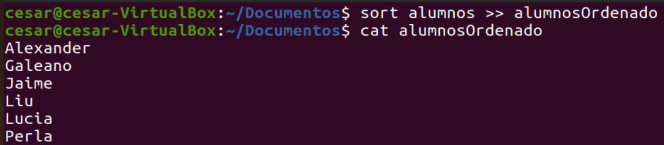 cesar@cesar-VirtualBox:~/Documentos$ sort alumnos >> alumnosOrdenado
cesar@cesar-VirtualBox:~/Documentos$ cat alumnosOrdenado
Alexander
Galeano
Jaime
Liu
Lucia
Perla